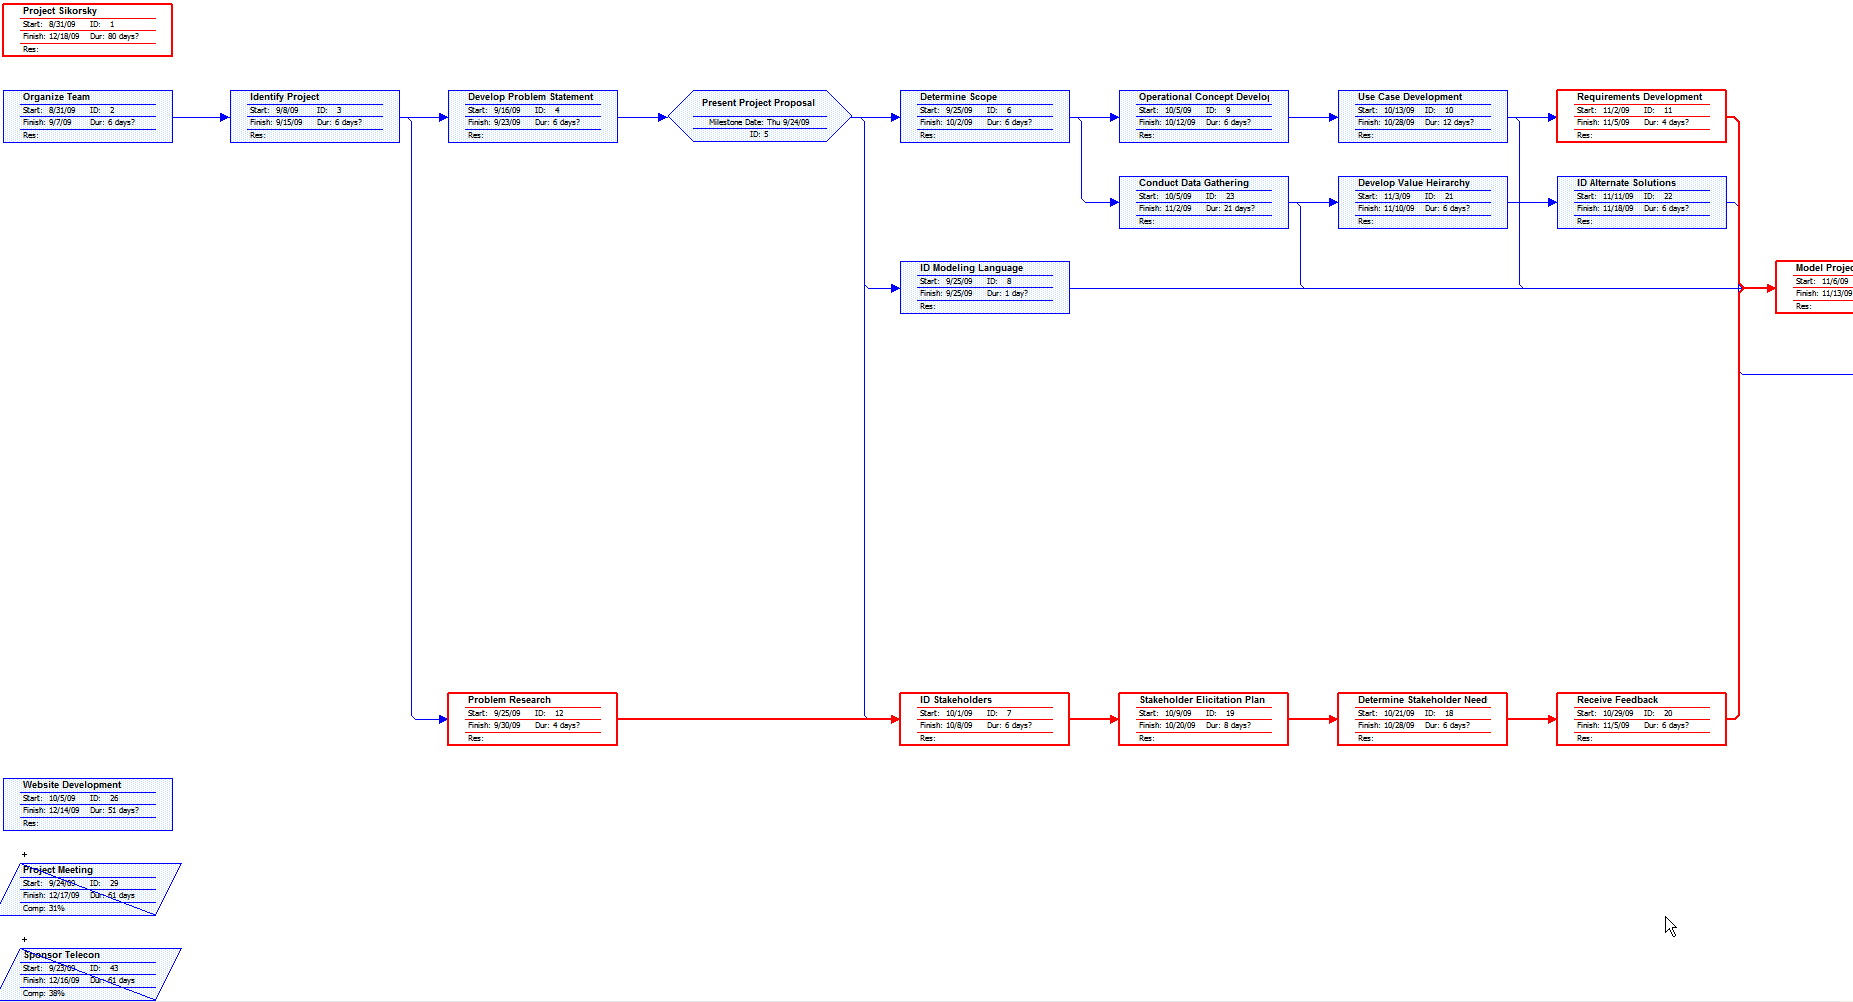 Project Sikorsky
Start: 8/31/09 ID: 1
Finish: 12/18/09 Dur: 80 days?
Res:
Organize Team
Start: 8/31/09 ID: 2
Finish: 9/7/09 Dur: 6 days?
Res:
Identify Project
Start: 9/8/09 ID: 3
Finish: 9/15/09 Dur: 6 days?
Res:
Develop Problem Statement
Start: 9/16/09 ID: 4
Finish: 9/23/09 Dur: 6 days?
Res:
Present Project Proposal
Milestone Date: Thu 9/24/09
ID: 5
Determine Scope
Start: 9/25/09 ID: 6
Finish: 10/2/09 Dur: 6 days?
Res:
Operational Concept Develop
Start: 10/5/09 ID: 9
Finish: 10/12/09 Dur: 6 days?
Res:
Use Case Development
Start: 10/13/09 ID: 10
Finish: 10/28/09 Dur: 12 days?
Res:
Requirements Development
Start: 11/2/09 ID: 11
Finish: 11/5/09 Dur: 4 days?
Res:
Conduct Data Gathering
Start: 10/5/09 ID: 23
Finish: 11/2/09 Dur: 21 days?
Res:
Develop Value Heirarchy
Start: 11/3/09 ID: 21
Finish: 11/10/09 Dur: 6 days?
Res:
ID Alternate Solutions
Start: 11/11/09 ID: 22
Finish: 11/18/09 Dur: 6 days?
Res:
ID Modeling Language
Start: 9/25/09 ID: 8
Finish: 9/25/09 Dur: 1 day?
Res:
Model Projec
Start: 11/6/09
Finish: 11/13/09
Res:
Problem Research
Start: 9/25/09 ID: 12
Finish: 9/30/09 Dur: 4 days?
Res:
ID Stakeholders
Start: 10/1/09 ID: 7
Finish: 10/8/09 Dur: 6 days?
Res:
Stakeholder Elicitation Plan
Start: 10/9/09 ID: 19
Finish: 10/20/09 Dur: 8 days?
Res:
Determine Stakeholder Need
Start: 10/21/09 ID: 18
Finish: 10/28/09 Dur: 6 days?
Res:
Receive Feedback
Start: 10/29/09 ID: 20
Finish: 11/5/09 Dur: 6 days?
Res:
Website Development
Start: 10/5/09 ID: 26
Finish: 12/14/09 Dur: 51 days?
Res:
+
Project Meeting
Start: 9/24/09 ID: 29
Finish: 12/17/09 Dur: 61 days
Comp: 31%
+
Sponsor Telecon
Start: 9/23/09 ID: 43
Finish: 12/16/09 Dur: 61 days
Comp: 38%